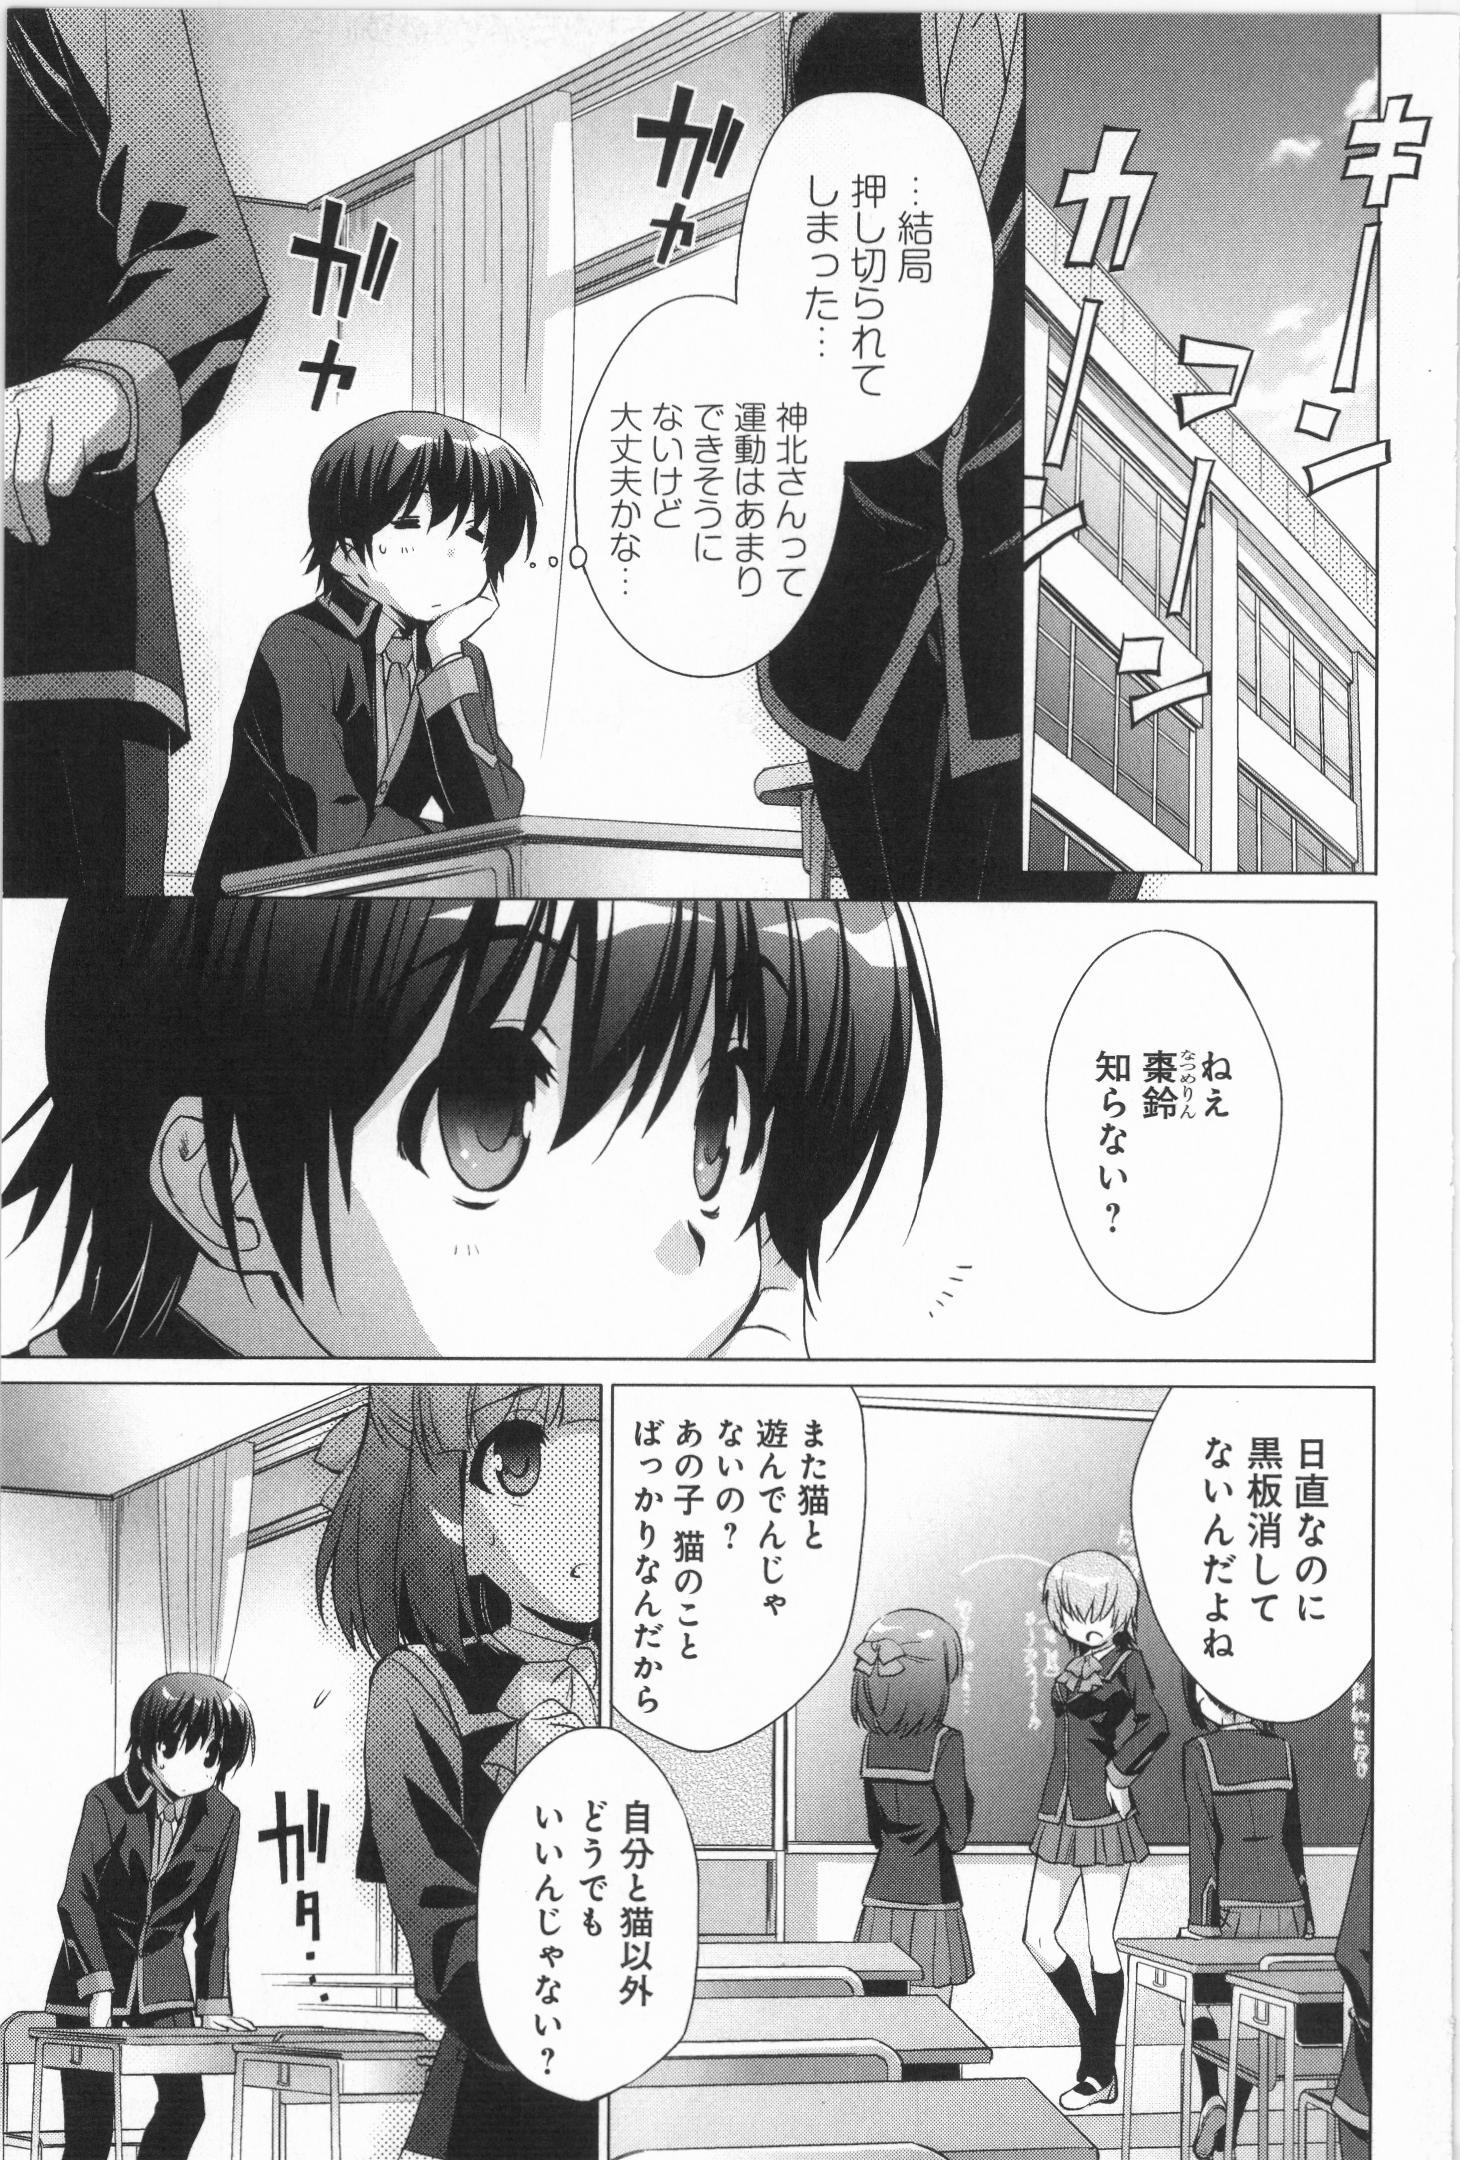 キーン
コーン
カーン
コーン
…結局
押し切られて
しまった…
神北さんって
運動はあまり
できそうに
ないけど
大丈夫かな…
ガヤ
ガヤ
ねえ
棗鈴
なつめりん
知らない?
日直なのに
黒板消して
ないんだよね
また猫と
遊んでんじゃ
ないの?
あの子 猫のこと
ばっかりなんだから
自分と猫以外
どうでも
いいんじゃない?
ガタ…